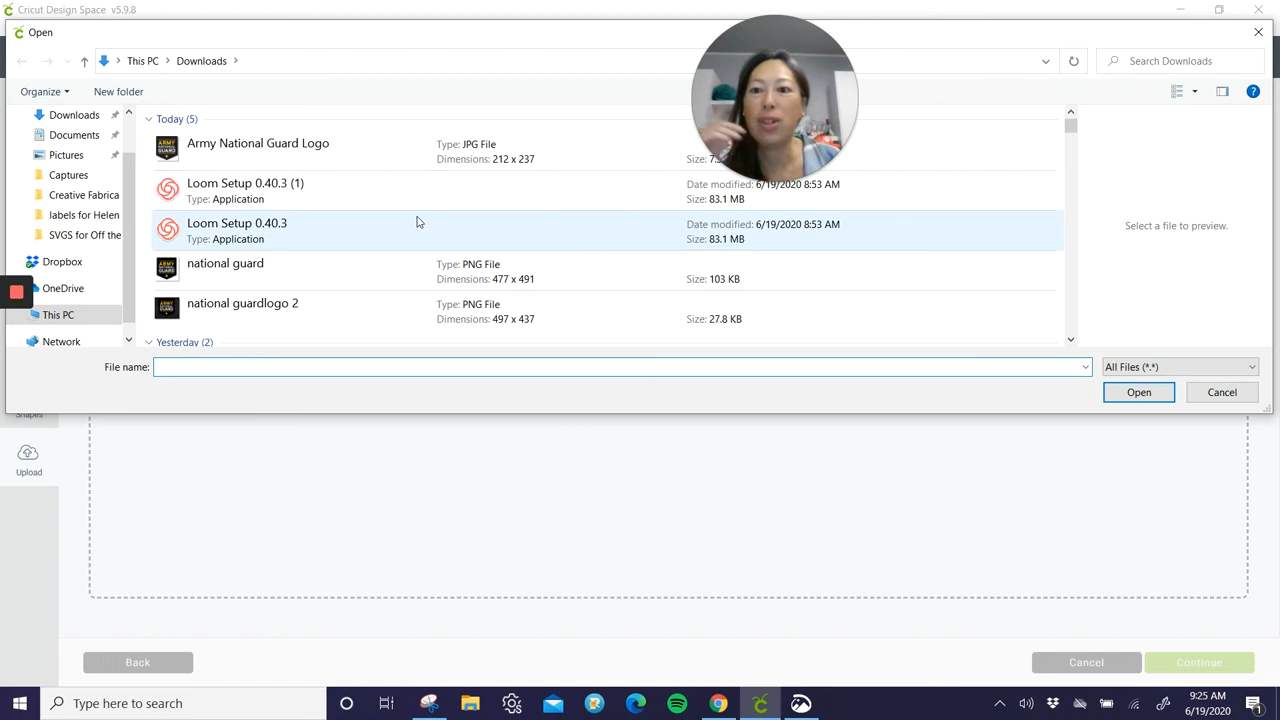 Cricut Design Space v5.9.8
Open
This PC
Downloads
Search Downloads
Organize
New folder
Downloads
Documents
Pictures
Captures
Creative Fabrica
labels for Helen
SVGS for Off the
Dropbox
OneDrive
This PC
Network
Today (5)
Army National Guard Logo
Type: JPG File
Dimensions: 212 x 237
Loom Setup 0.40.3 (1)
Type: Application
Date modified: 6/19/2020 8:53 AM
Size: 83.1 MB
Loom Setup 0.40.3
Type: Application
Date modified: 6/19/2020 8:53 AM
Size: 83.1 MB
national guard
Type: PNG File
Dimensions: 477 x 491
Size: 103 KB
national guardlogo 2
Type: PNG File
Dimensions: 497 x 437
Size: 27.8 KB
Yesterday (2)
Select a file to preview.
File name:
All Files (*.*)
Open
Cancel
Shapes
Upload
Back
Cancel
Continue
Type here to search
9:25 AM
6/19/2020